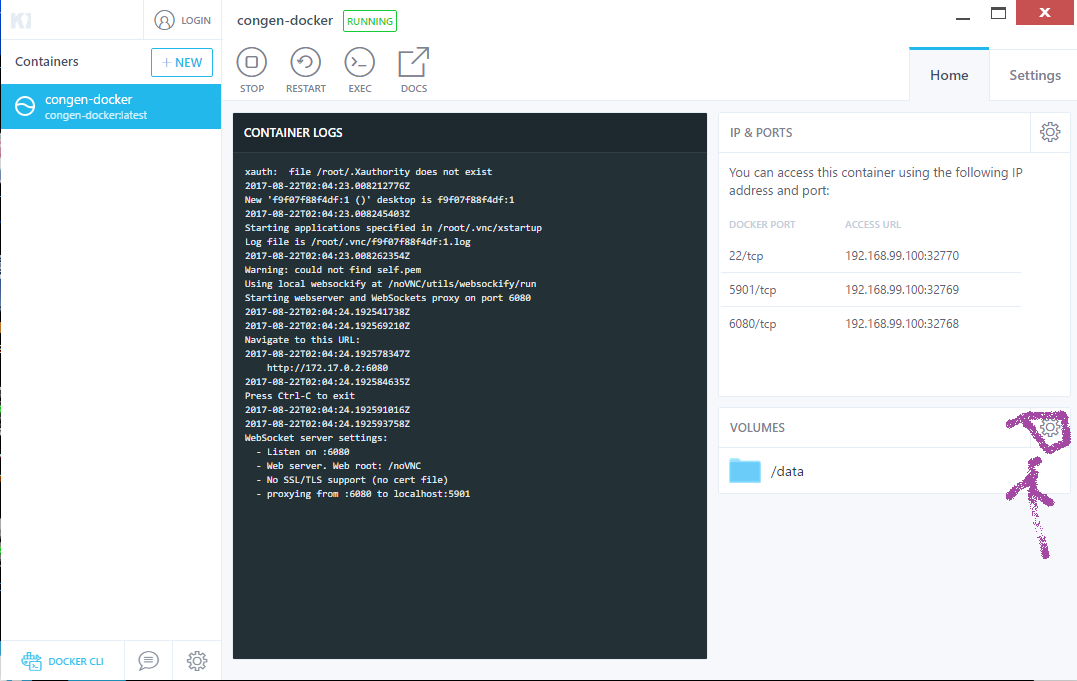 LOGIN
congen-docker RUNNING
Containers
+ NEW
congen-docker
congen-docker:latest
STOP RESTART EXEC DOCS
Home Settings
CONTAINER LOGS
xauth:  file /root/.Xauthority does not exist
2017-08-22T02:04:23.008212776Z
New 'f9f07f88f4df:1 ()' desktop is f9f07f88f4df:1
2017-08-22T02:04:23.008245403Z
Starting applications specified in /root/.vnc/xstartup
Log file is /root/.vnc/f9f07f88f4df:1.log
2017-08-22T02:04:23.008262354Z
Warning: could not find self.pem
Using local websockify at /noVNC/utils/websockify/run
Starting webserver and WebSockets proxy on port 6080
2017-08-22T02:04:24.192541738Z
2017-08-22T02:04:24.192569210Z
Navigate to this URL:
2017-08-22T02:04:24.192578347Z
http://172.17.0.2:6080
2017-08-22T02:04:24.192584635Z
Press Ctrl-C to exit
2017-08-22T02:04:24.192591016Z
2017-08-22T02:04:24.192593758Z
WebSocket server settings:
- Listen on :6080
- Web server. Web root: /noVNC
- No SSL/TLS support (no cert file)
- proxying from :6080 to localhost:5901
IP & PORTS
You can access this container using the following IP
address and port:
DOCKER PORT ACCESS URL
22/tcp 192.168.99.100:32770
5901/tcp 192.168.99.100:32769
6080/tcp 192.168.99.100:32768
VOLUMES
/data
DOCKER CLI